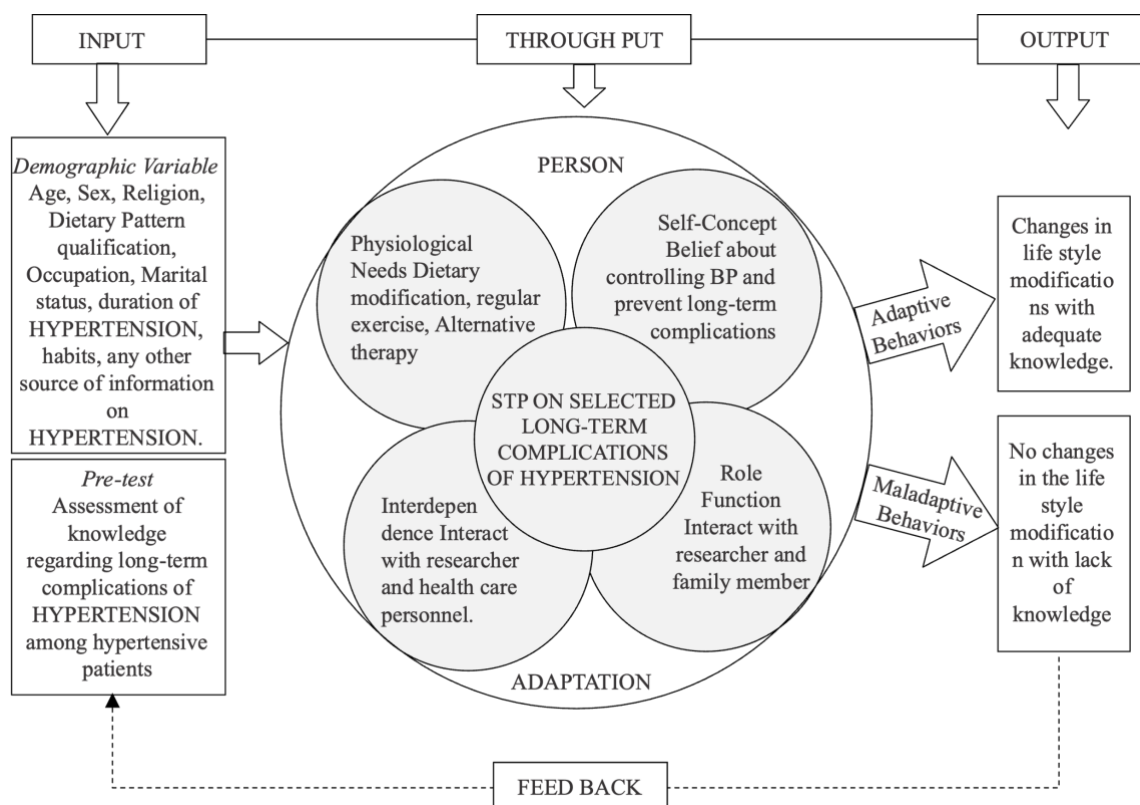 INPUT
THROUGH PUT
OUTPUT
Demographic Variable
Age, Sex, Religion,
Dietary Pattern
qualification,
Occupation, Marital
status, duration of
HYPERTENSION,
habits, any other
source of information
on
HYPERTENSION.
Pre-test
Assessment of
knowledge
regarding long-term
complications of
HYPERTENSION
among hypertensive
patients
PERSON
Physiological
Needs Dietary
modification, regular
exercise, Alternative
therapy
Self-Concept
Belief about
controlling BP and
prevent long-term
complications
STP ON SELECTED
LONG-TERM
COMPLICATIONS
OF HYPERTENSION
Interdepen
dence Interact
with researcher
and health care
personnel.
Role
Function
Interact with
researcher and
family member
ADAPTATION
Adaptive
Behaviors
Maladaptive
Behaviors
Changes in
life style
modificatio
ns with
adequate
knowledge.
No changes
in the life
style
modificatio
n with lack
of
knowledge
FEED BACK